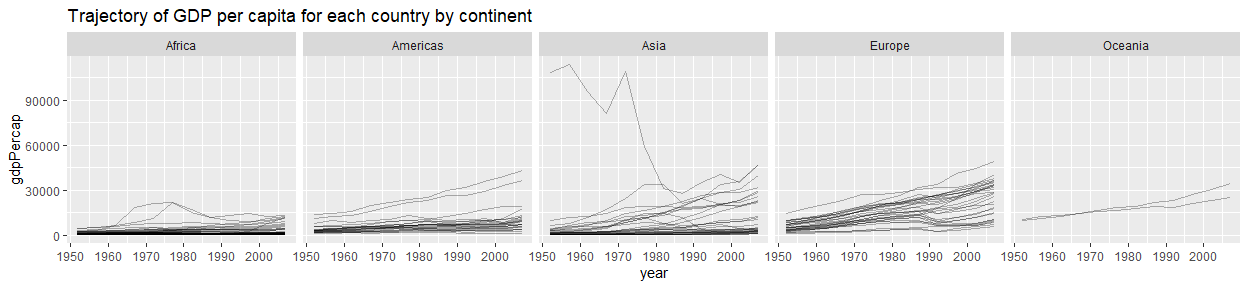 Trajectory of GDP per capita for each country by continent
Africa Americas Asia Europe Oceania
gdpPercap
90000
60000
30000
0
1950 1960 1970 1980 1990 2000 1950 1960 1970 1980 1990 2000 1950 1960 1970 1980 1990 2000 1950 1960 1970 1980 1990 2000 1950 1960 1970 1980 1990 2000
year